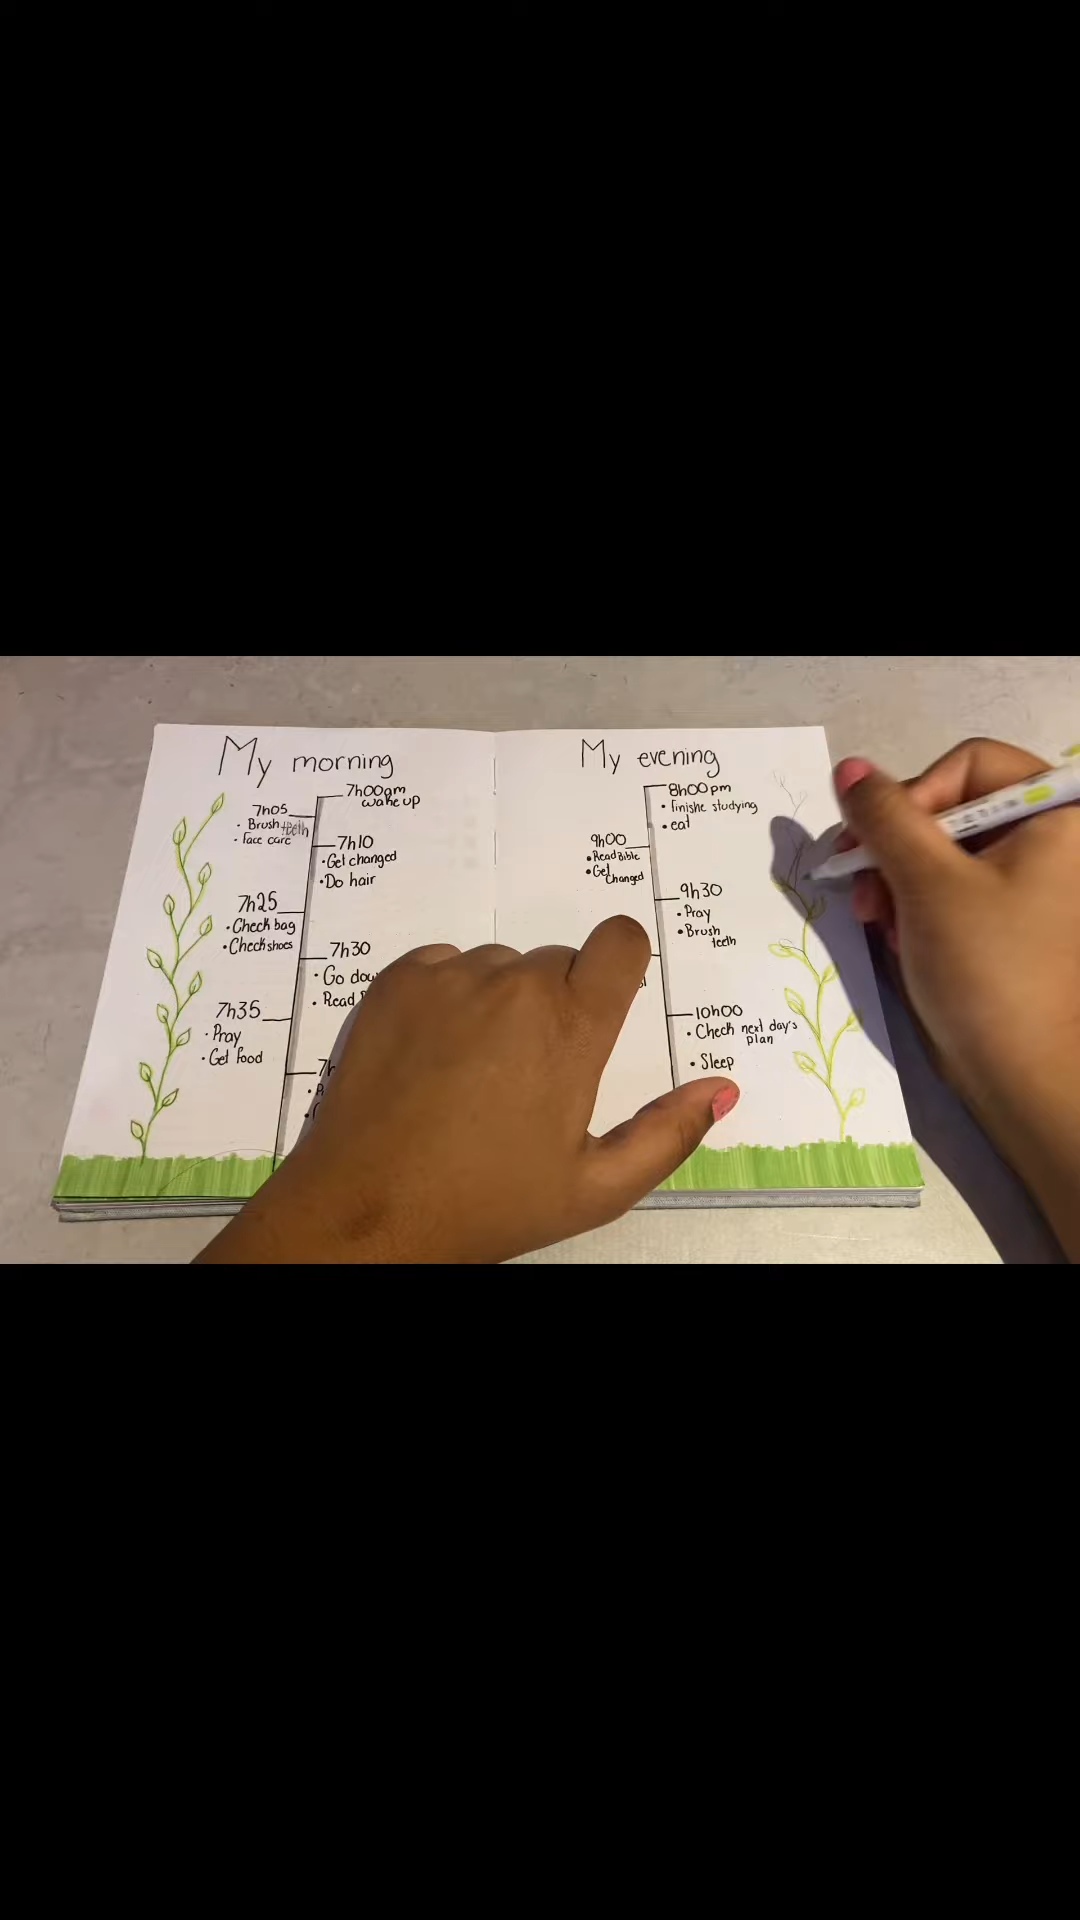 My morning
7h00am
wake up
7h05
• Brush teeth
• Face care
7h10
• Get changed
• Do hair
7h25
• Check bag
• Check shoes
7h30
• Go
• Read
7h35
• Pray
• Get food
My evening
8h00pm
• Finishe studying
• eat
9h00
• Read Bible
• Get
changed
9h30
• Pray
• Brush
teeth
10h00
• Check next day's
plan
• Sleep